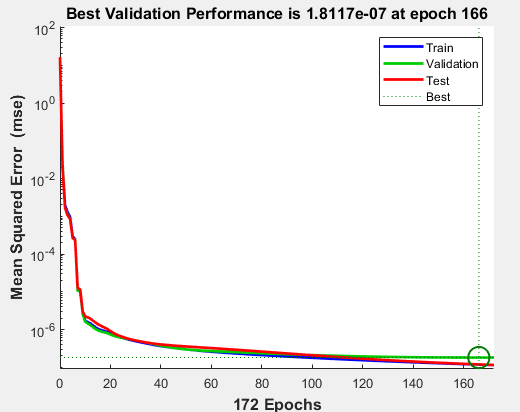 Best Validation Performance is 1.8117e-07 at epoch 166
Mean Squared Error (mse)
10^2
10^0
10^-2
10^-4
10^-6
Train
Validation
Test
Best
0 20 40 60 80 100 120 140 160
172 Epochs